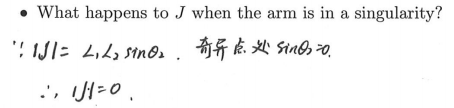 • What happens to J when the arm is in a singularity?
∵ |J| = L₁L₂ sinθ₂ . 奇异点处 sinθ₂=0.
∴, |J|=0 .